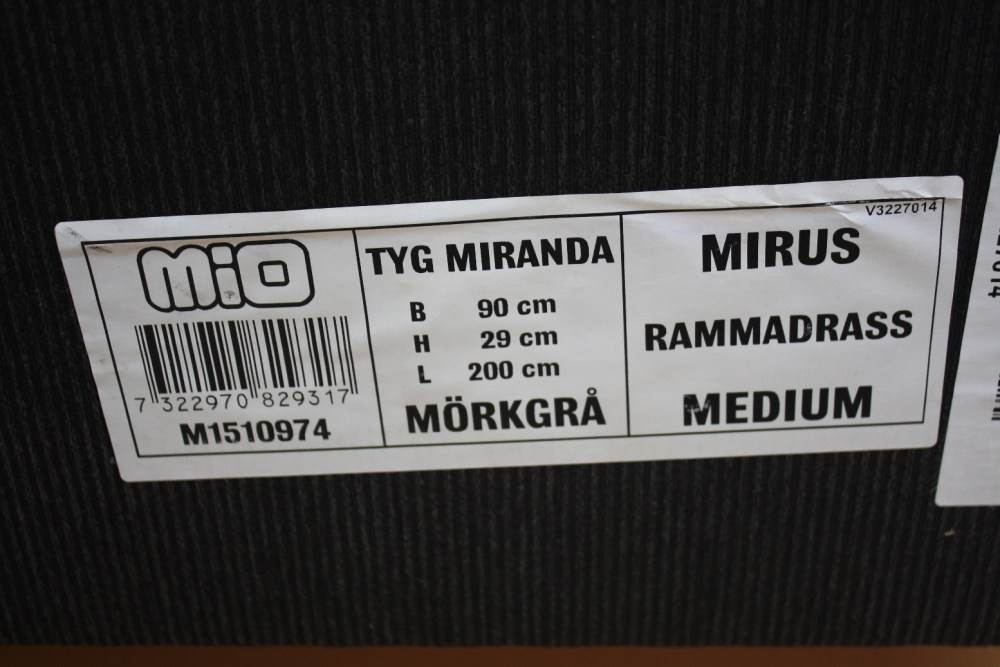 V3227014
mio
7 322970 829317
M1510974
TYG MIRANDA
B 90 cm
H 29 cm
L 200 cm
MÖRKGRÅ
MIRUS
RAMMADRASS
MEDIUM